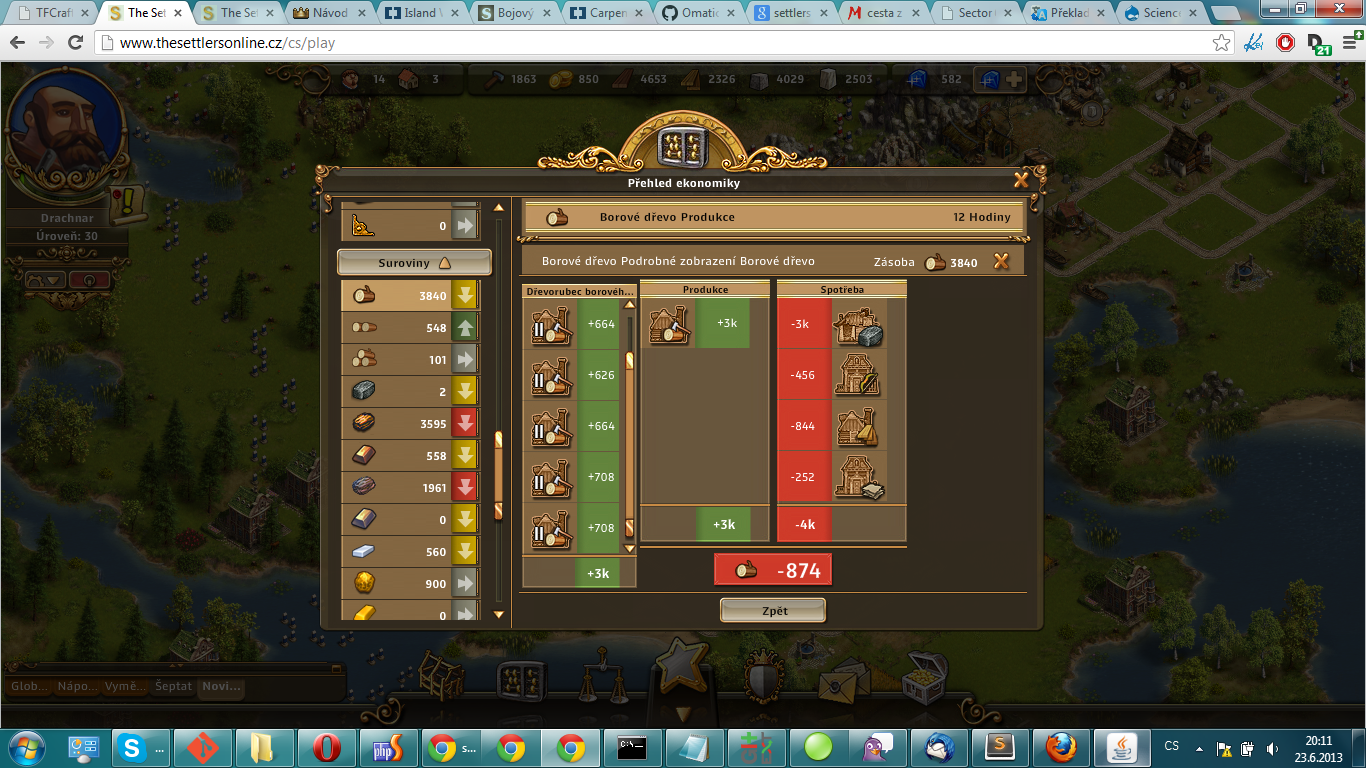 TFCraft
The Set
The Set
Návod
Island V
Bojový
Carpen
Omatic
settlers
cesta z
Sector
Překlad
Science
www.thesettlersonline.cz/cs/play
21
14 3 1863 850 4653 2326 4029 2503 582
Přehled ekonomiky
Drachnar
Úroveň: 30
0
Suroviny
3840
548
101
2
3595
558
1961
0
560
900
0
Borové dřevo Produkce 12 Hodiny
Borové dřevo Podrobné zobrazení Borové dřevo Zásoba 3840
Dřevorubec borovéh...
+664
+626
+664
+708
+708
+3k
Produkce
+3k
+3k
Spotřeba
-3k
-456
-844
-252
-4k
-874
Zpět
Glob... Nápo... Vymě... Šeptat Novi...
... s...
CS
20:11
23.6.2013